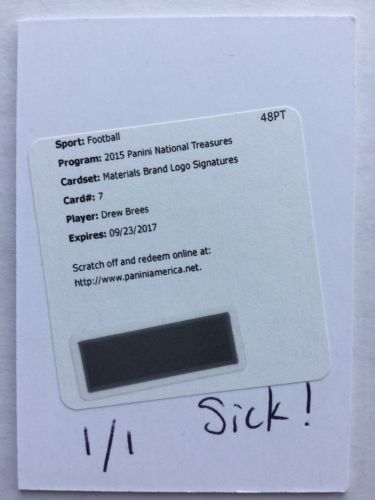 48PT
Sport: Football
Program: 2015 Panini National Treasures
Cardset: Materials Brand Logo Signatures
Card#: 7
Player: Drew Brees
Expires: 09/23/2017
Scratch off and redeem online at:
http://www.paniniamerica.net.
1/1 Sick!